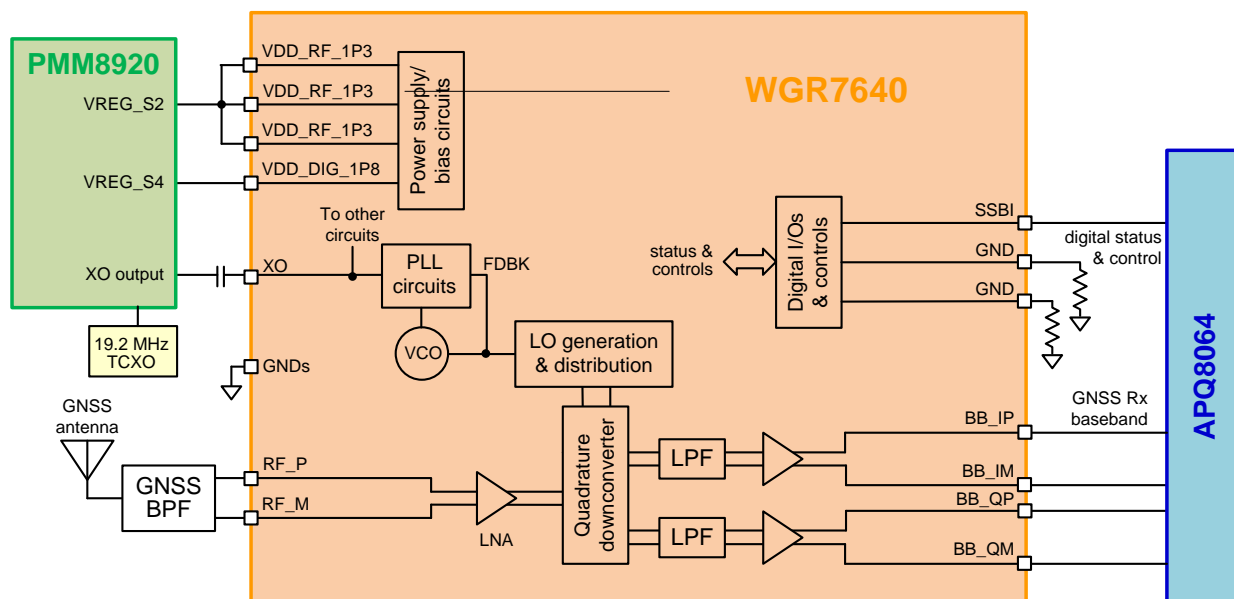 PMM8920
VREG_S2
VREG_S4
XO output
19.2 MHz
TCXO
GNSS
antenna
GNSS
BPF
WGR7640
VDD_RF_1P3
VDD_RF_1P3
VDD_RF_1P3
VDD_DIG_1P8
Power supply/
bias circuits
To other
circuits
XO
PLL
circuits
FDBK
VCO
LO generation
& distribution
GNDs
RF_P
RF_M
LNA
Quadrature
downconverter
LPF
LPF
status &
controls
Digital I/Os
& controls
SSBI
GND
GND
digital status
& control
BB_IP
BB_IM
BB_QP
BB_QM
GNSS Rx
baseband
APQ8064